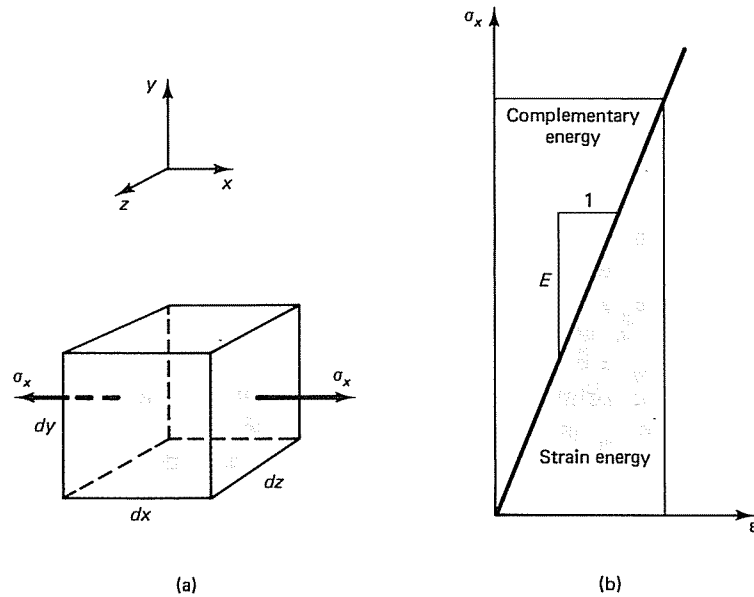 y
x
z
σx
σx
dy
dz
dx
(a)
σx
Complementary
energy
1
E
Strain energy
ε
(b)